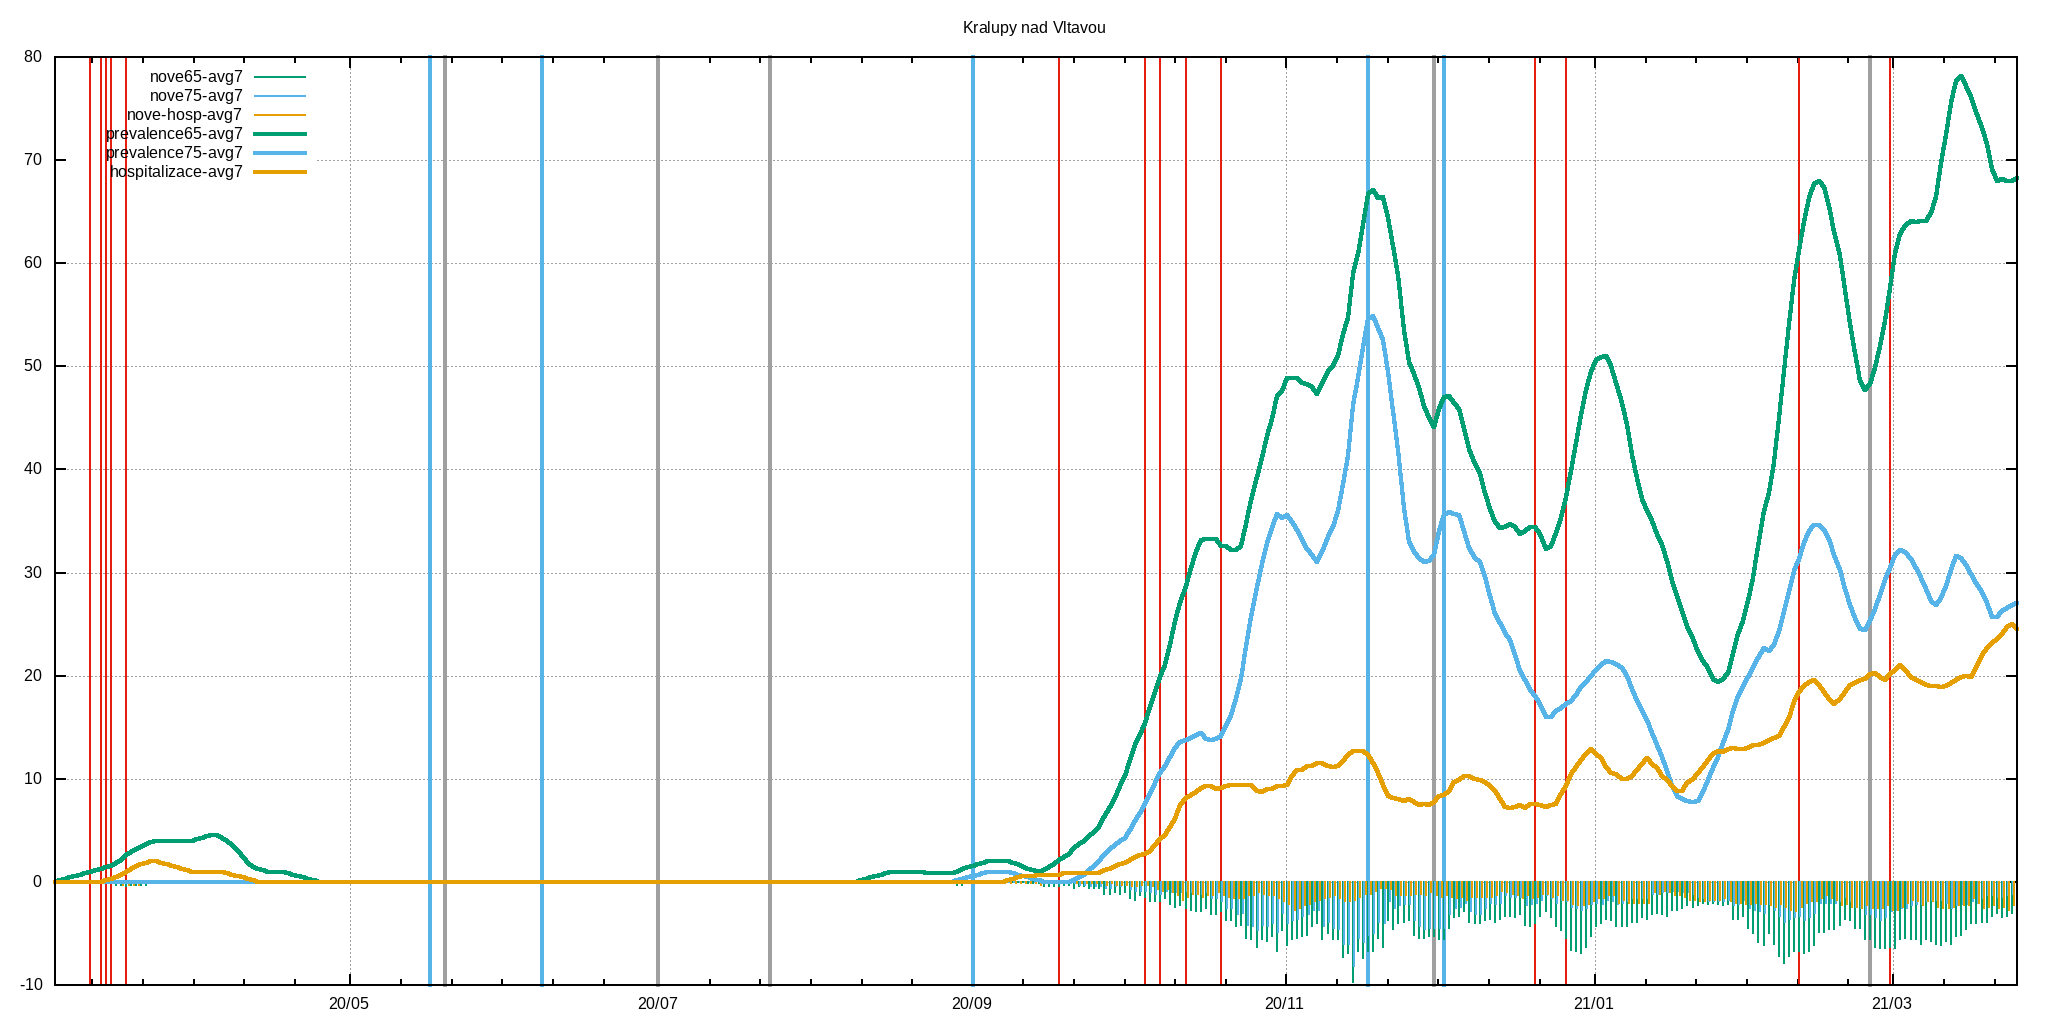 Kralupy nad Vltavou
80
70
60
50
40
30
20
10
0
-10
nove65-avg7
nove75-avg7
nove-hosp-avg7
prevalence65-avg7
prevalence75-avg7
hospitalizace-avg7
20/05
20/07
20/09
20/11
21/01
21/03